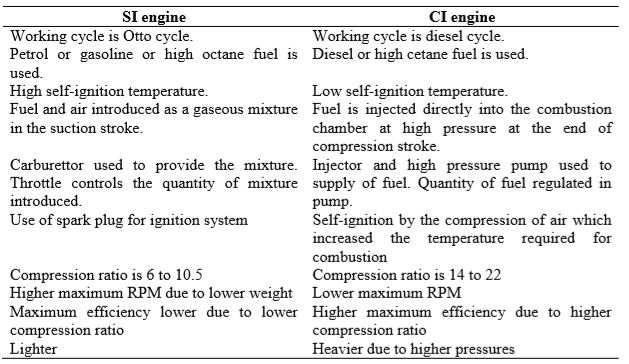 SI engine CI engine
Working cycle is Otto cycle. Working cycle is diesel cycle.
Petrol or gasoline or high octane fuel is Diesel or high cetane fuel is used.
used.
High self-ignition temperature. Low self-ignition temperature.
Fuel and air introduced as a gaseous mixture Fuel is injected directly into the combustion
in the suction stroke. chamber at high pressure at the end of
compression stroke.
Carburettor used to provide the mixture. Injector and high pressure pump used to
Throttle controls the quantity of mixture supply of fuel. Quantity of fuel regulated in
introduced. pump.
Use of spark plug for ignition system Self-ignition by the compression of air which
increased the temperature required for
combustion
Compression ratio is 6 to 10.5 Compression ratio is 14 to 22
Higher maximum RPM due to lower weight Lower maximum RPM
Maximum efficiency lower due to lower Higher maximum efficiency due to higher
compression ratio compression ratio
Lighter Heavier due to higher pressures